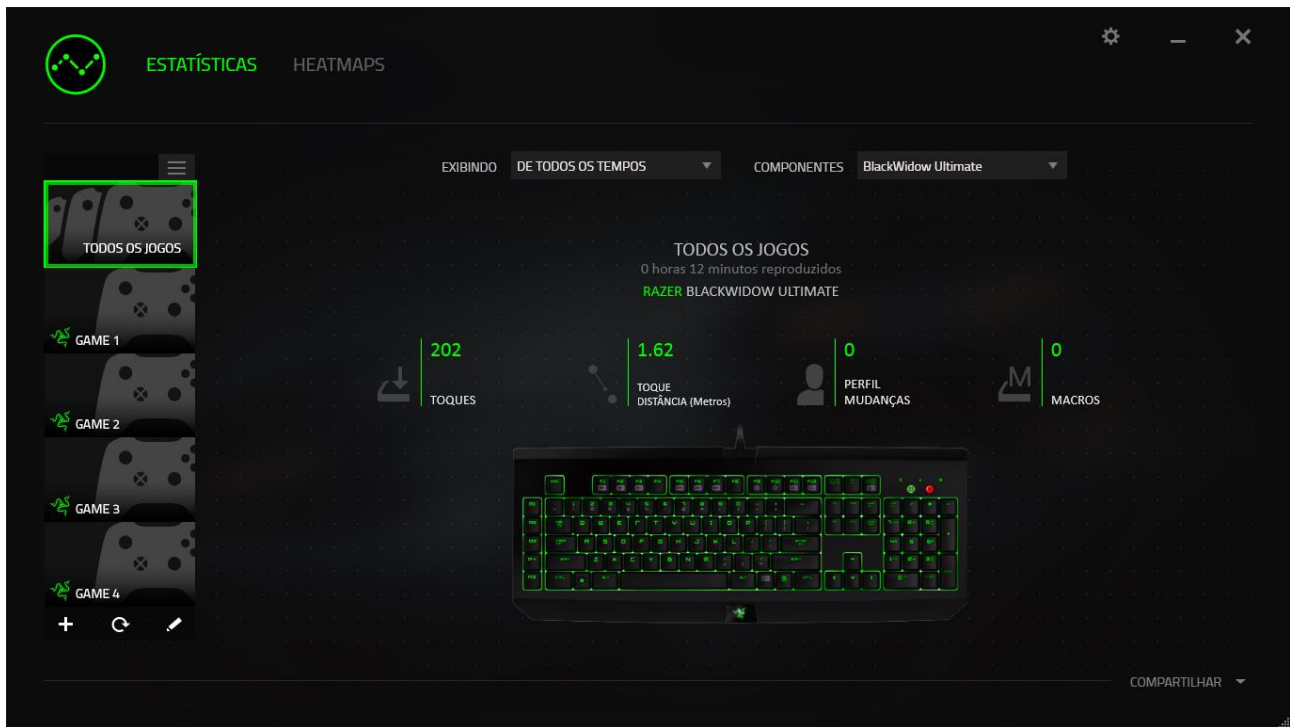 ESTATÍSTICAS HEATMAPS
EXIBINDO DE TODOS OS TEMPOS COMPONENTES BlackWidow Ultimate
TODOS OS JOGOS
GAME 1
GAME 2
GAME 3
GAME 4
TODOS OS JOGOS
0 horas 12 minutos reproduzidos
RAZER BLACKWIDOW ULTIMATE
202
TOQUES
1.62
TOQUE
DISTÂNCIA (Metros)
0
PERFIL
MUDANÇAS
M
0
MACROS
COMPARTILHAR